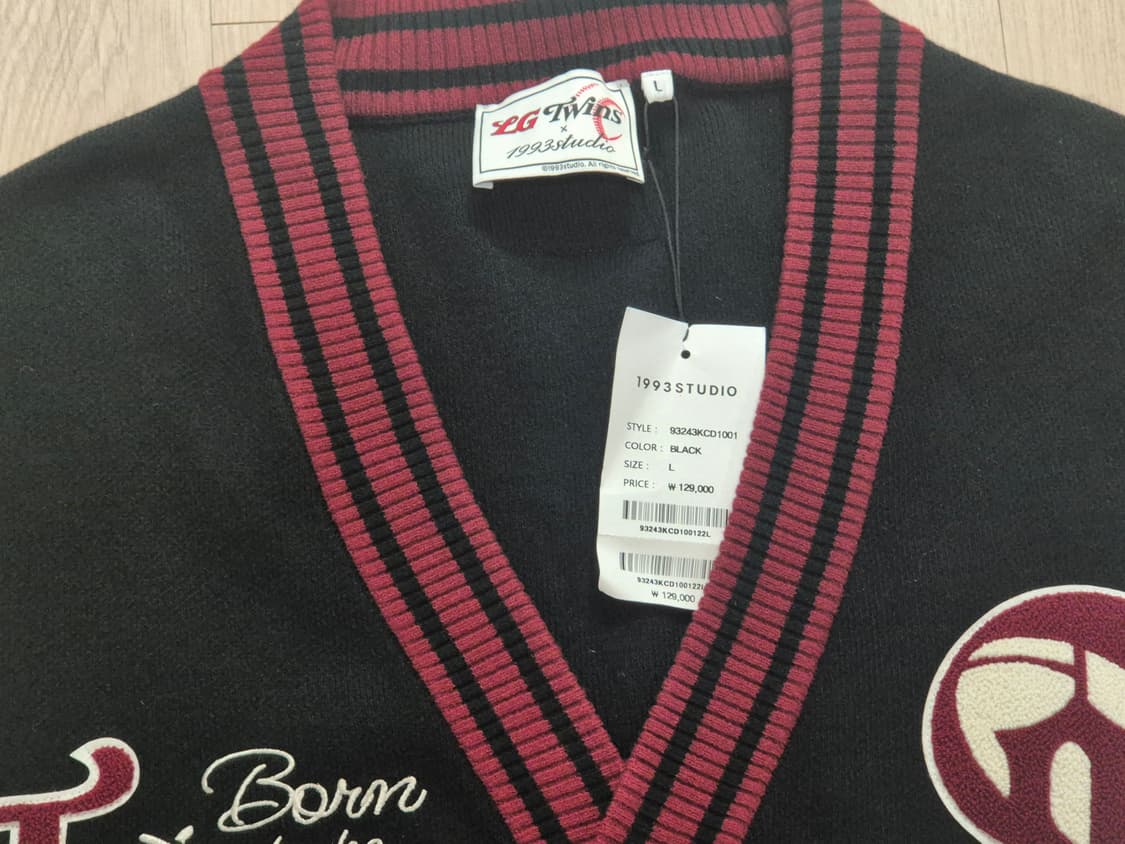 L
LG Twins
×
1993studio
©1993studio. All rights reserved
1993STUDIO
STYLE : 93243KCD1001
COLOR : BLACK
SIZE : L
PRICE : ₩ 129,000
93243KCD100122L
93243KCD100122L
₩ 129,000
Born